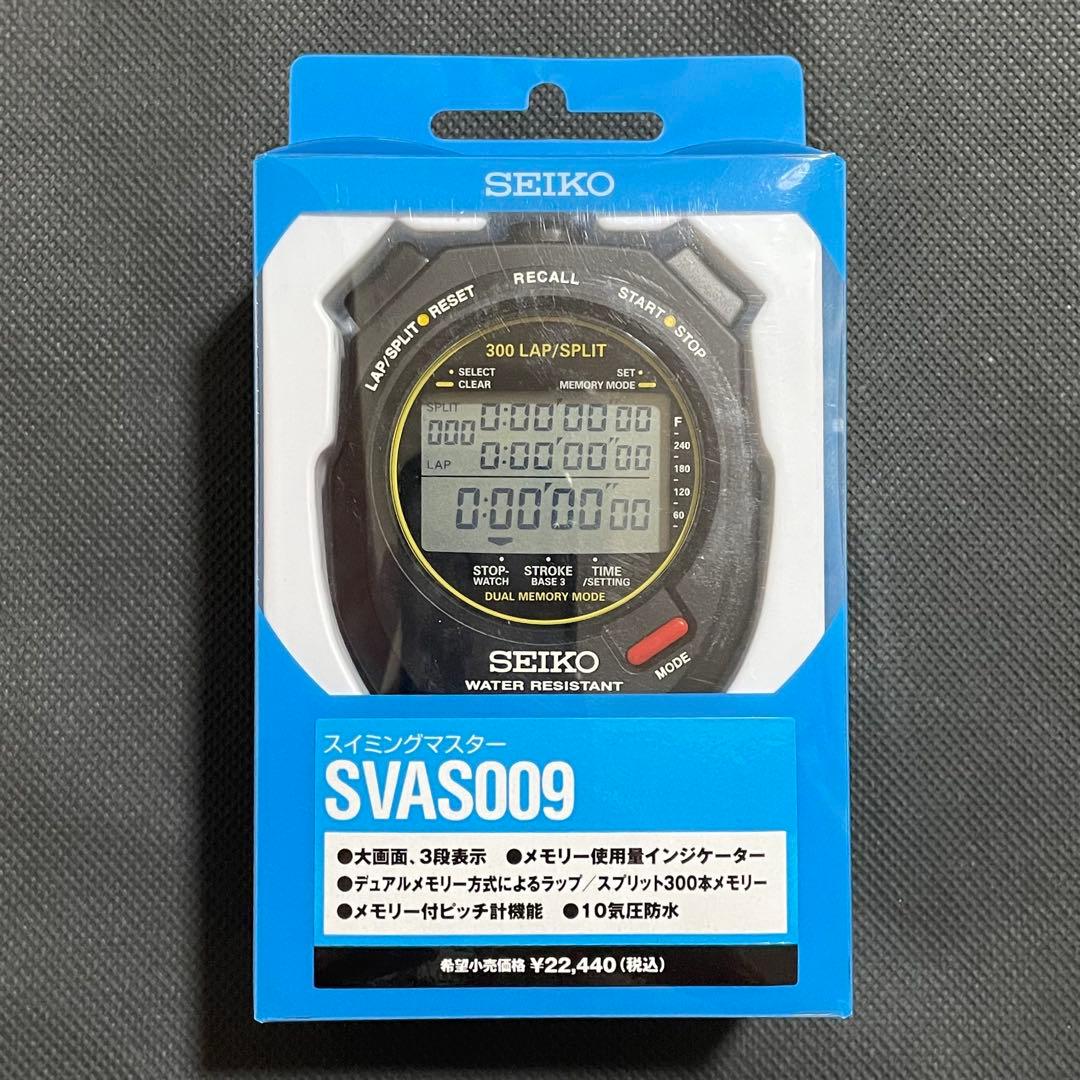 SEIKO
RECALL
LAP/SPLIT RESET
START STOP
300 LAP/SPLIT
• SELECT SET •
CLEAR MEMORY MODE
SPLIT 0:00'00"00
000
LAP 0:00'00"00
0:00'00"00
F
240
180
120
60
STOP-WATCH STROKE BASE 3 TIME/SETTING
DUAL MEMORY MODE
MODE
SEIKO
WATER RESISTANT
スイミングマスター
SVAS009
●大画面、3段表示 ●メモリー使用量インジケーター
●デュアルメモリー方式によるラップ/スプリット300本メモリー
●メモリー付ピッチ計機能 ●10気圧防水
希望小売価格 ¥22,440(税込)